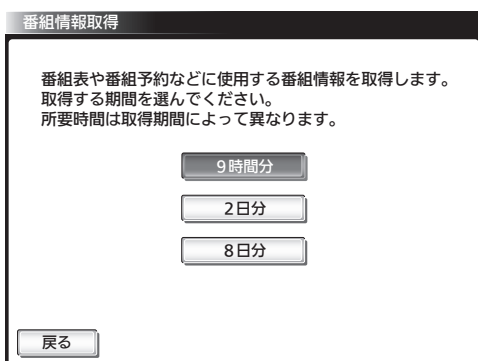 番組情報取得
番組表や番組予約などに使用する番組情報を取得します。
取得する期間を選んでください。
所要時間は取得期間によって異なります。
9時間分
2日分
8日分
戻る